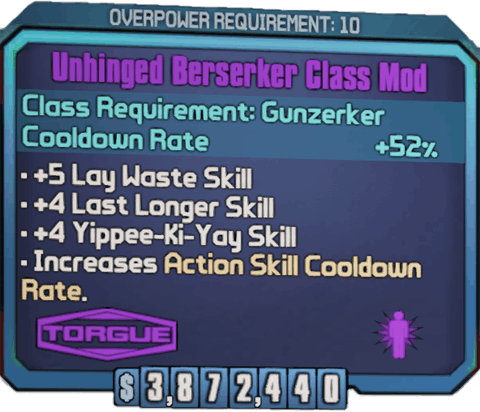 OVERPOWER REQUIREMENT: 10
Unhinged Berserker Class Mod
Class Requirement: Gunzerker
Cooldown Rate +52%
• +5 Lay Waste Skill
• +4 Last Longer Skill
• +4 Yippee-Ki-Yay Skill
• Increases Action Skill Cooldown
Rate.
TORGUE
$ 3,872,440